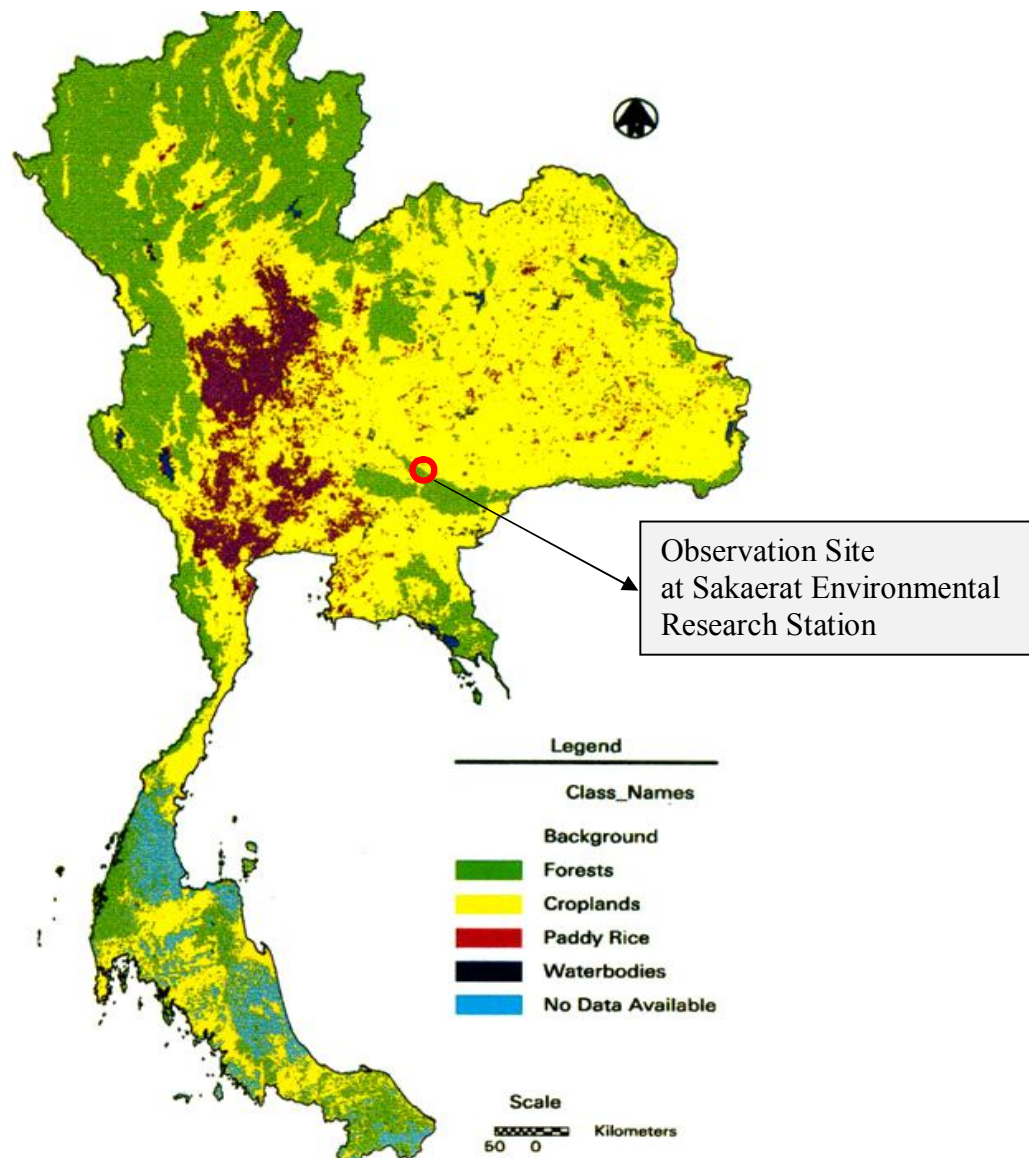 Observation Site
at Sakaerat Environmental
Research Station
Legend
Class_Names
Background
Forests
Croplands
Paddy Rice
Waterbodies
No Data Available
Scale
Kilometers
50 0